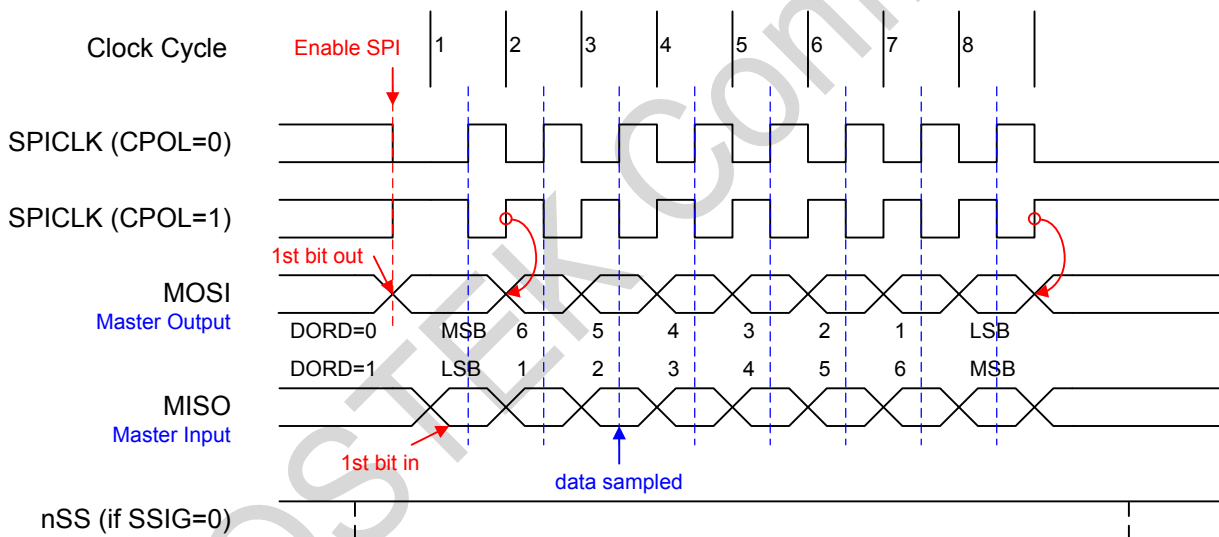 Clock Cycle
Enable SPI
1 2 3 4 5 6 7 8
SPICLK (CPOL=0)
SPICLK (CPOL=1)
1st bit out
MOSI
Master Output
DORD=0 MSB 6 5 4 3 2 1 LSB
DORD=1 LSB 1 2 3 4 5 6 MSB
MISO
Master Input
1st bit in
data sampled
nSS (if SSIG=0)